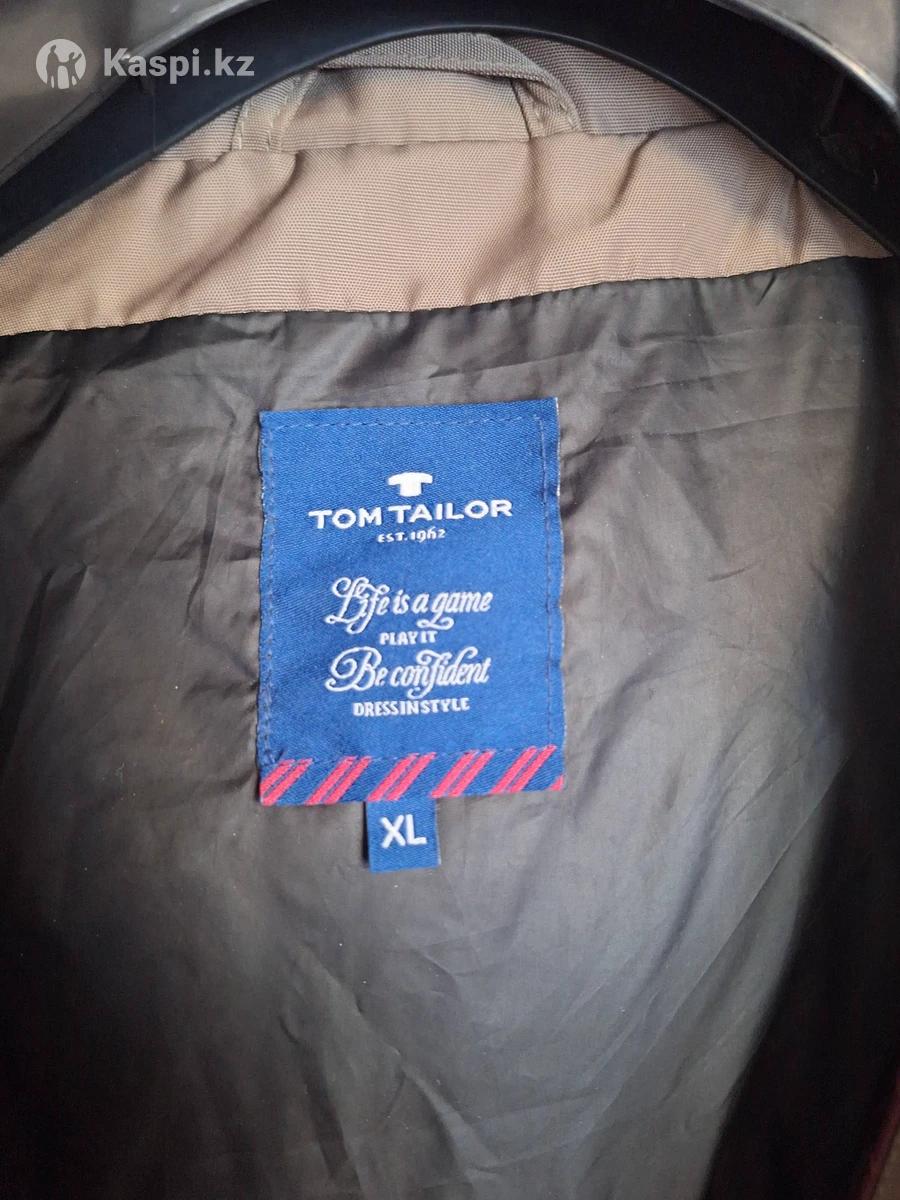 Kaspi.kz
TOM TAILOR
EST. 1962
Life is a game
PLAY IT
Be confident
DRESS IN STYLE
XL